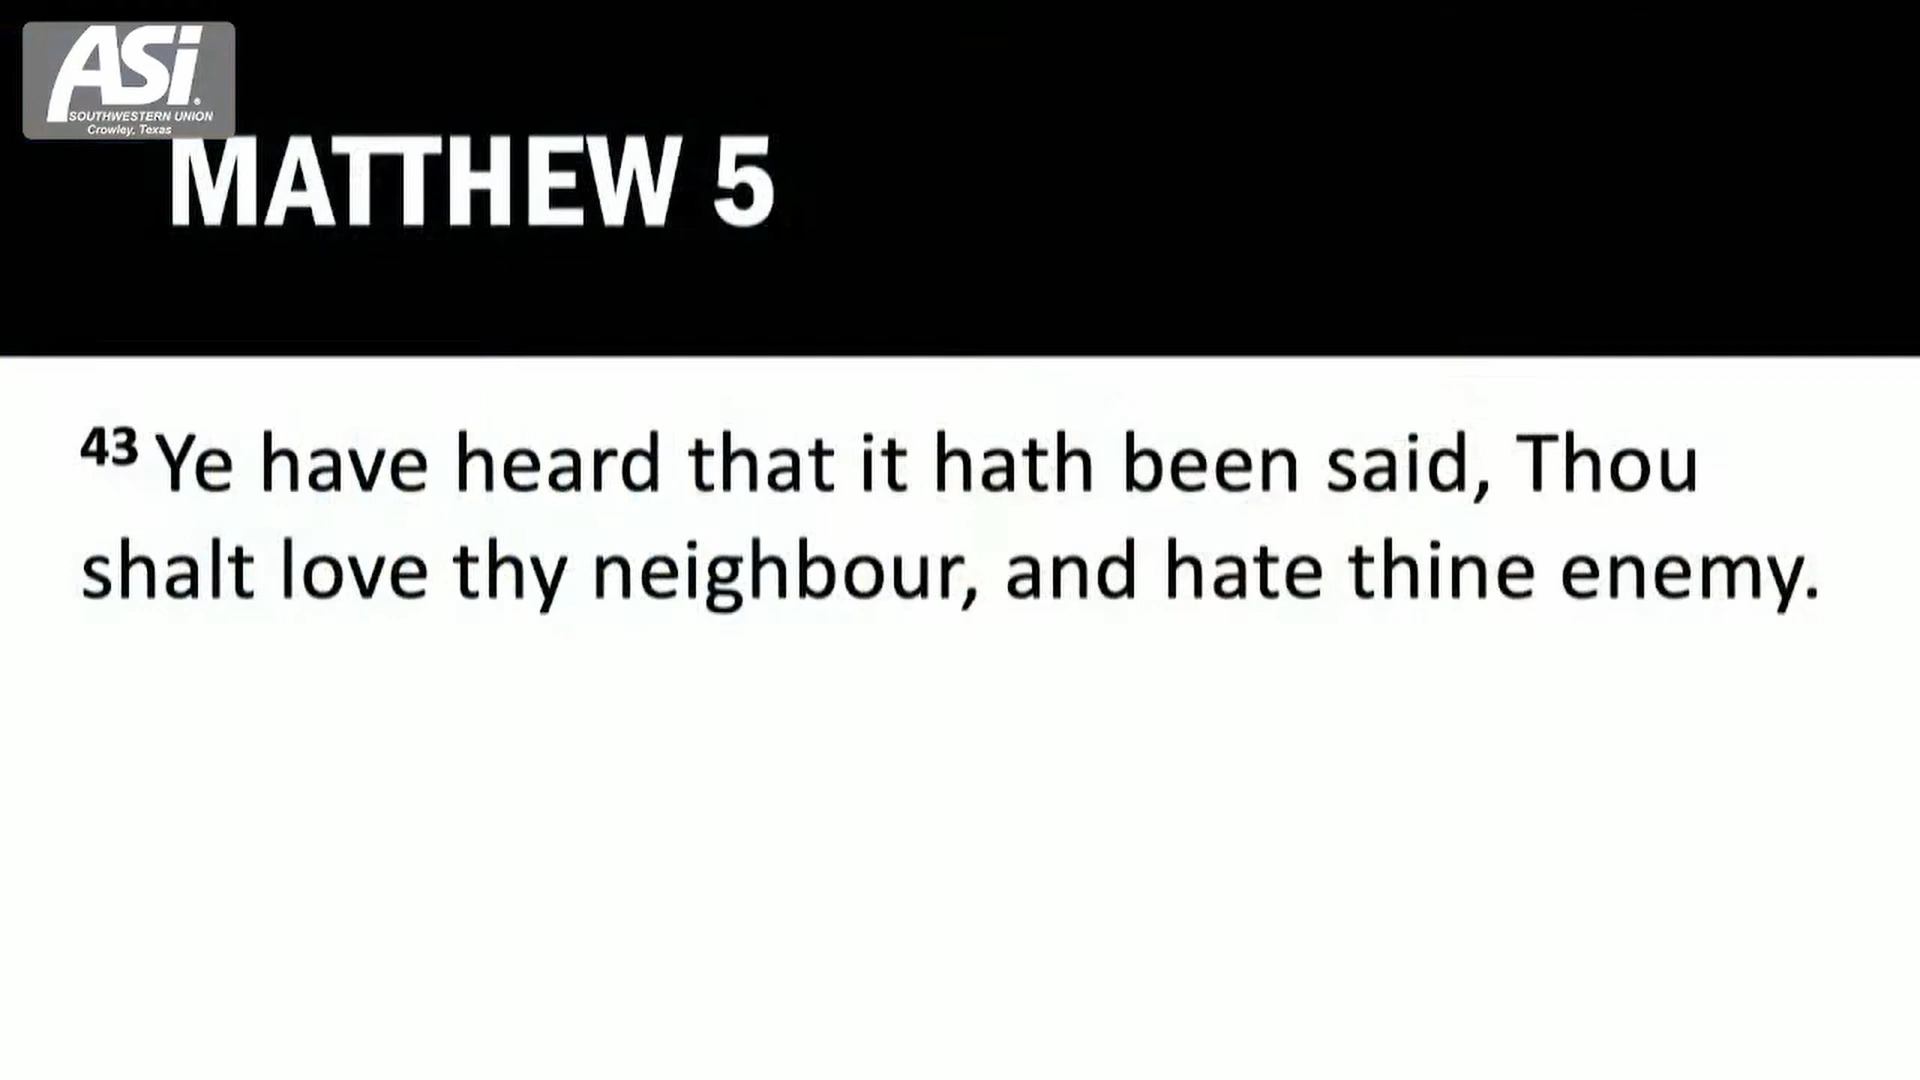 ASi.
SOUTHWESTERN UNION
Crowley, Texas
MATTHEW 5
43 Ye have heard that it hath been said, Thou
shalt love thy neighbour, and hate thine enemy.